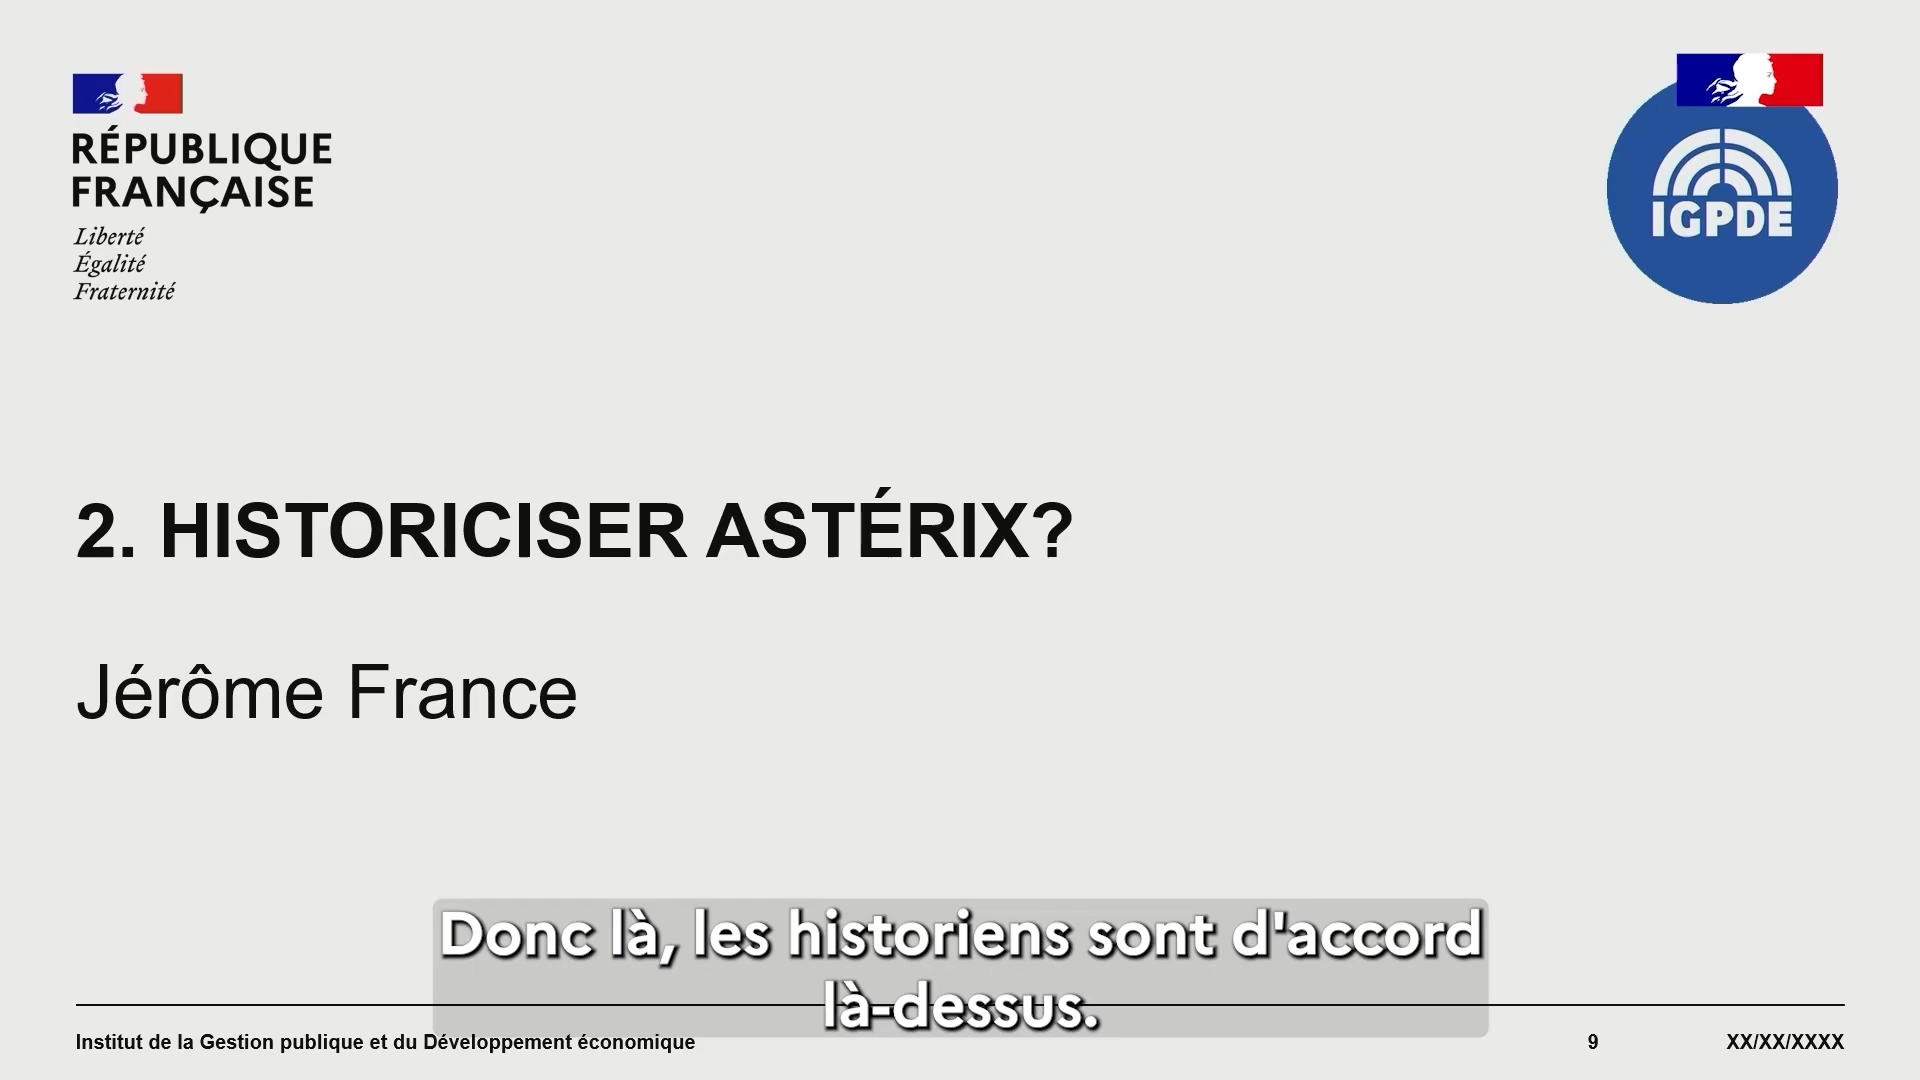 RÉPUBLIQUE
FRANÇAISE
Liberté
Égalité
Fraternité
IGPDE
2. HISTORICISER ASTÉRIX?
Jérôme France
Donc là, les historiens sont d'accord
là-dessus.
Institut de la Gestion publique et du Développement économique
9
XX/XX/XXXX